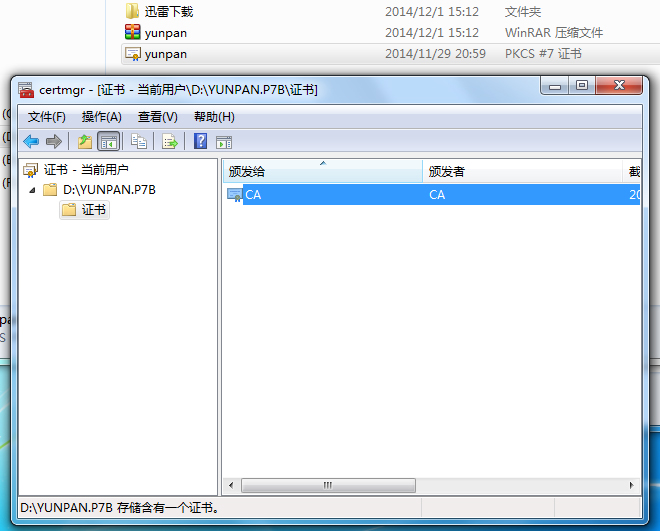 迅雷下载 2014/12/1 15:12 文件夹
yunpan 2014/12/1 15:12 WinRAR 压缩文件
yunpan 2014/11/29 20:59 PKCS #7 证书
certmgr - [证书 - 当前用户\D:\YUNPAN.P7B\证书]
文件(F) 操作(A) 查看(V) 帮助(H)
证书 - 当前用户
D:\YUNPAN.P7B
证书
颁发给 颁发者 截
CA CA 20
D:\YUNPAN.P7B 存储含有一个证书。